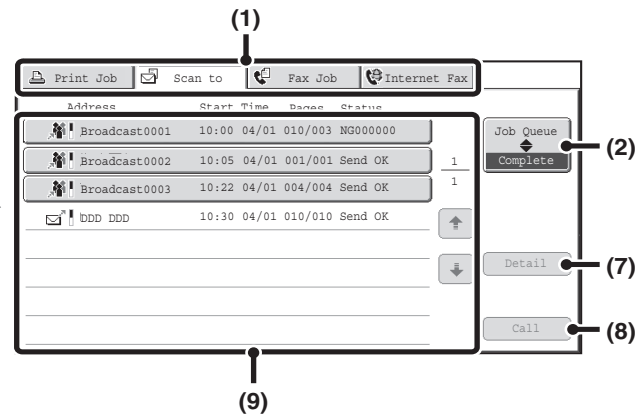 (1)
Print Job Scan to Fax Job Internet Fax
Address Start Time Pages Status
Broadcast0001 10:00 04/01 010/003 NG000000
Broadcast0002 10:05 04/01 001/001 Send OK
Broadcast0003 10:22 04/01 004/004 Send OK
DDD DDD 10:30 04/01 010/010 Send OK
1
1
Job Queue
Complete
(2)
Detail
(7)
Call
(8)
(9)